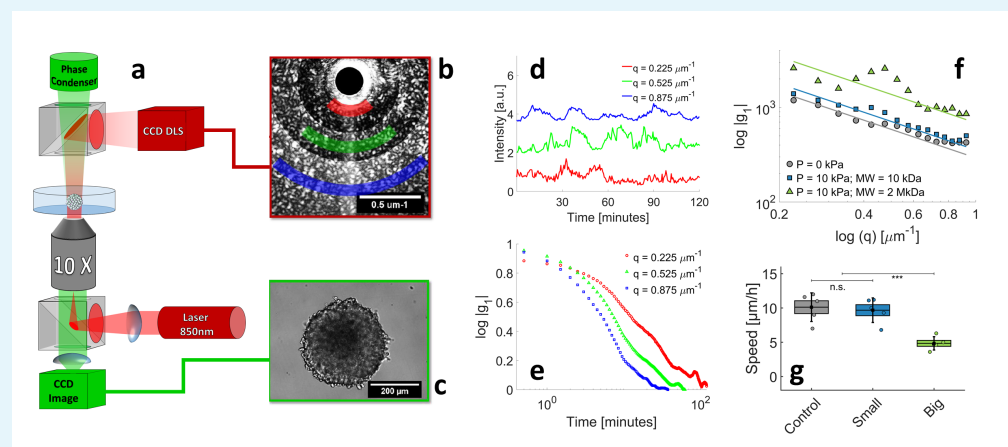 a
Phase
Condenser
CCD DLS
10 X
Laser
850nm
CCD
Image
b
0.5 um-1
200 µm
c
d
q = 0.225 µm⁻¹
q = 0.525 µm⁻¹
q = 0.875 µm⁻¹
Intensity [a.u.]
6
4
2
0
30
60
90
120
Time [minutes]
q = 0.225 µm⁻¹
q = 0.525 µm⁻¹
q = 0.875 µm⁻¹
log |g₁|
1
0.8
0.6
0.4
0.2
0
e
10⁰
10¹
10²
Time [minutes]
f
log |g₁|
10³
10²
P = 0 kPa
P = 10 kPa; MW = 10 kDa
P = 10 kPa; MW = 2 MkDa
0.2
0.4
0.6
0.8
1
log (q) [µm⁻¹]
Speed [µm/h]
15
10
5
0
n.s.
***
g
Control
Small
Big